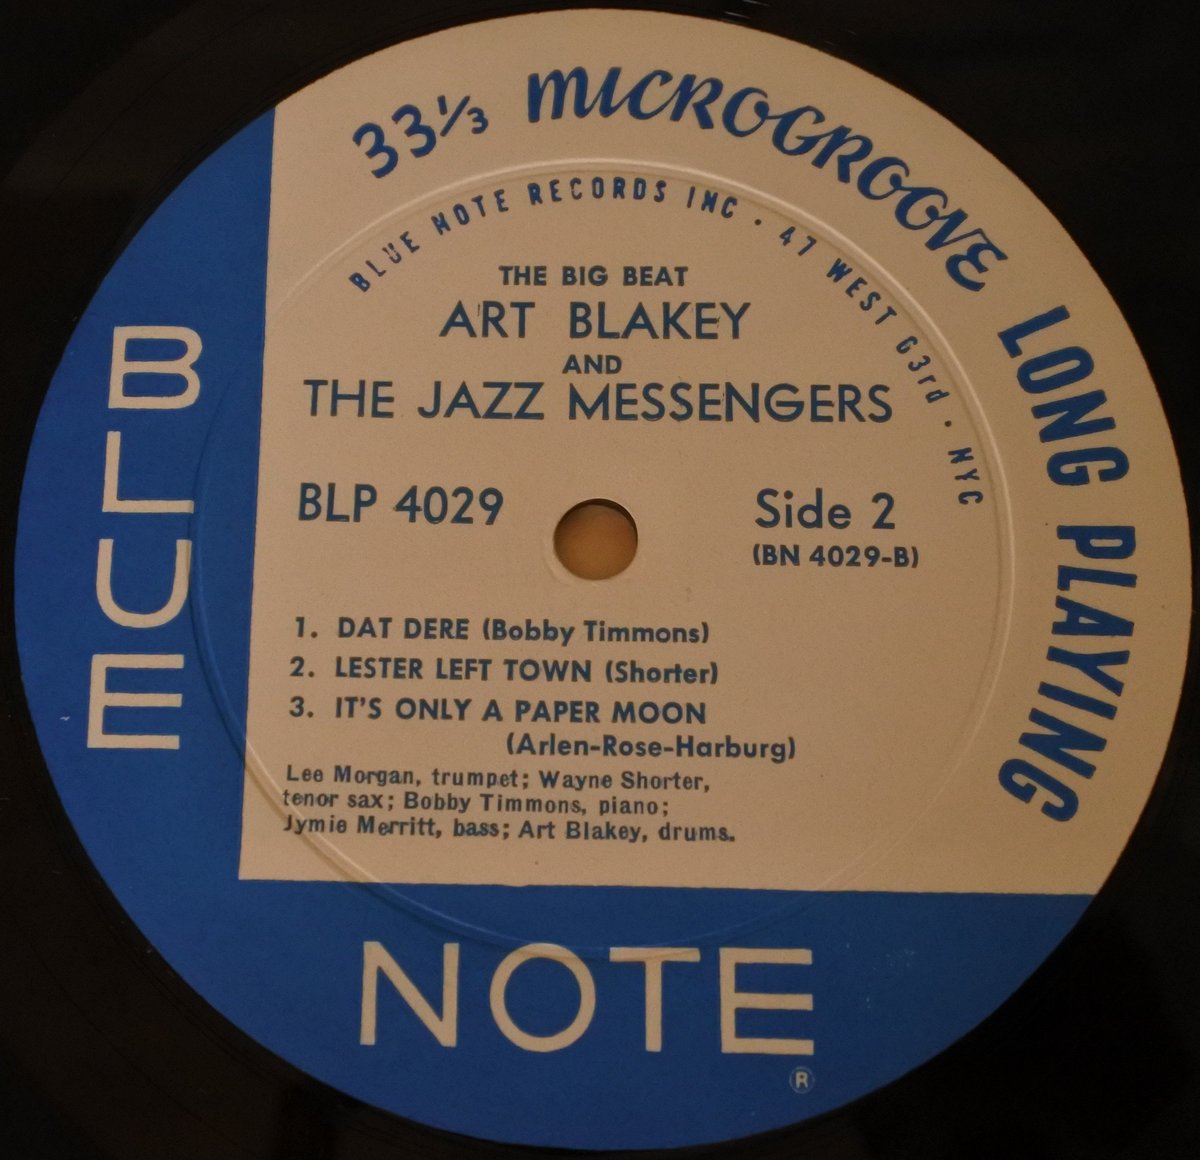 33⅓ MICROGROOVE LONG PLAYING
BLUE NOTE RECORDS INC · 47 WEST 63rd · NYC
THE BIG BEAT
ART BLAKEY
AND
THE JAZZ MESSENGERS
BLP 4029
Side 2
(BN 4029-B)
1. DAT DERE (Bobby Timmons)
2. LESTER LEFT TOWN (Shorter)
3. IT'S ONLY A PAPER MOON
(Arlen-Rose-Harburg)
Lee Morgan, trumpet; Wayne Shorter,
tenor sax; Bobby Timmons, piano;
Jymie Merritt, bass; Art Blakey, drums.
BLUE
NOTE
®